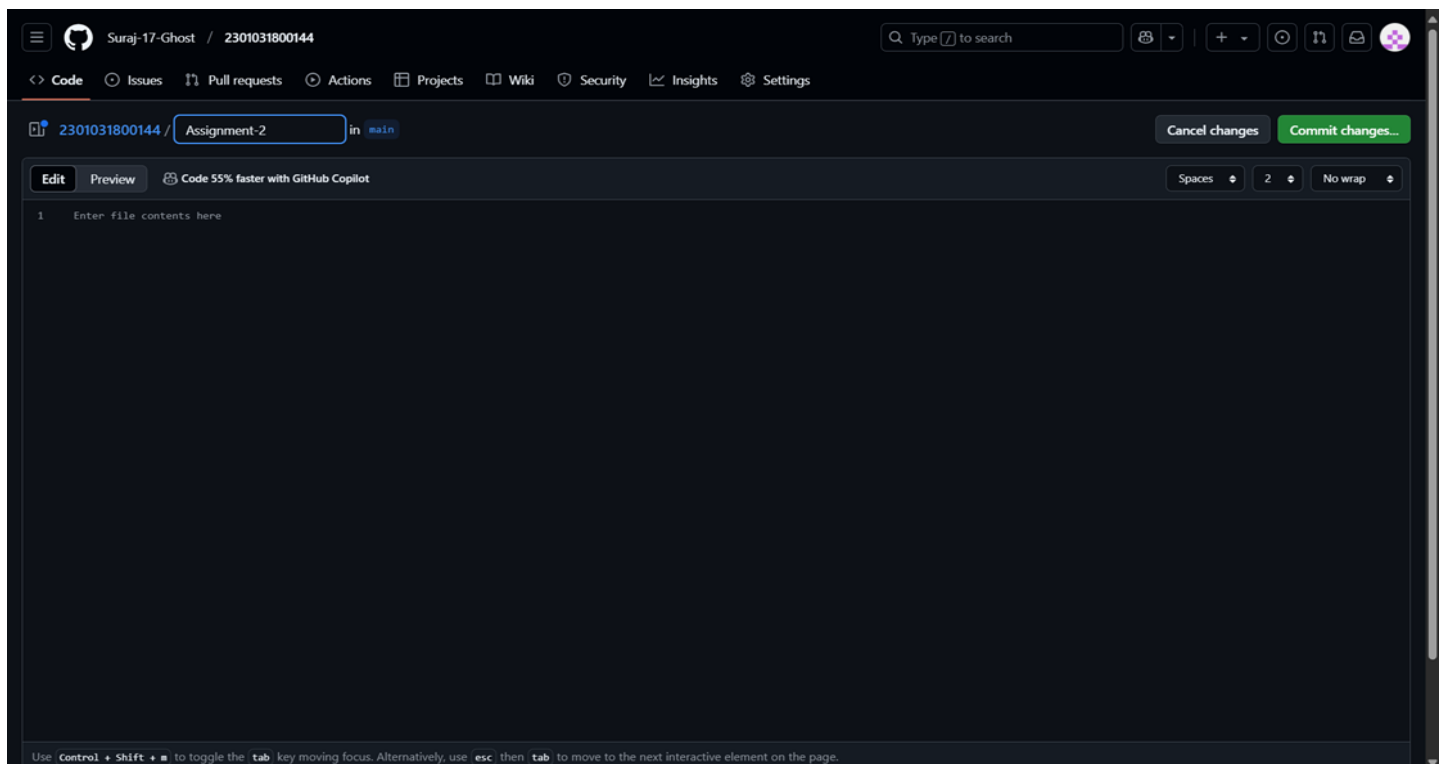 Suraj-17-Ghost / 2301031800144
Type / to search
Code Issues Pull requests Actions Projects Wiki Security Insights Settings
2301031800144 / Assignment-2 in main
Cancel changes Commit changes...
Edit Preview Code 55% faster with GitHub Copilot
Spaces 2 No wrap
1 Enter file contents here
Use Control + Shift + m to toggle the tab key moving focus. Alternatively, use esc then tab to move to the next interactive element on the page.